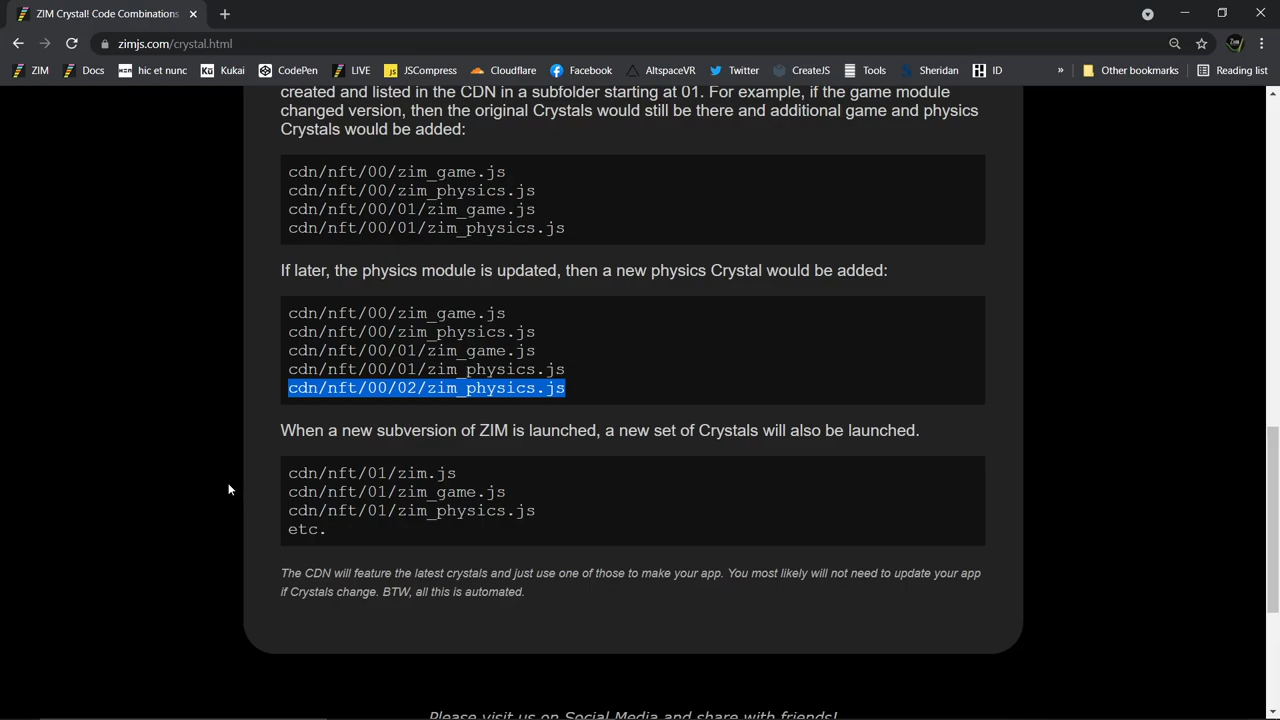 ZIM Crystal! Code Combinations
zimjs.com/crystal.html
ZIM Docs hic et nunc Kukai CodePen LIVE JSCompress Cloudflare Facebook AltspaceVR Twitter CreateJS Tools Sheridan ID » Other bookmarks Reading list
created and listed in the CDN in a subfolder starting at 01. For example, if the game module
changed version, then the original Crystals would still be there and additional game and physics
Crystals would be added:
cdn/nft/00/zim_game.js
cdn/nft/00/zim_physics.js
cdn/nft/00/01/zim_game.js
cdn/nft/00/01/zim_physics.js
If later, the physics module is updated, then a new physics Crystal would be added:
cdn/nft/00/zim_game.js
cdn/nft/00/zim_physics.js
cdn/nft/00/01/zim_game.js
cdn/nft/00/01/zim_physics.js
cdn/nft/00/02/zim_physics.js
When a new subversion of ZIM is launched, a new set of Crystals will also be launched.
cdn/nft/01/zim.js
cdn/nft/01/zim_game.js
cdn/nft/01/zim_physics.js
etc.
The CDN will feature the latest crystals and just use one of those to make your app. You most likely will not need to update your app
if Crystals change. BTW, all this is automated.
Please visit us on Social Media and share with friends!